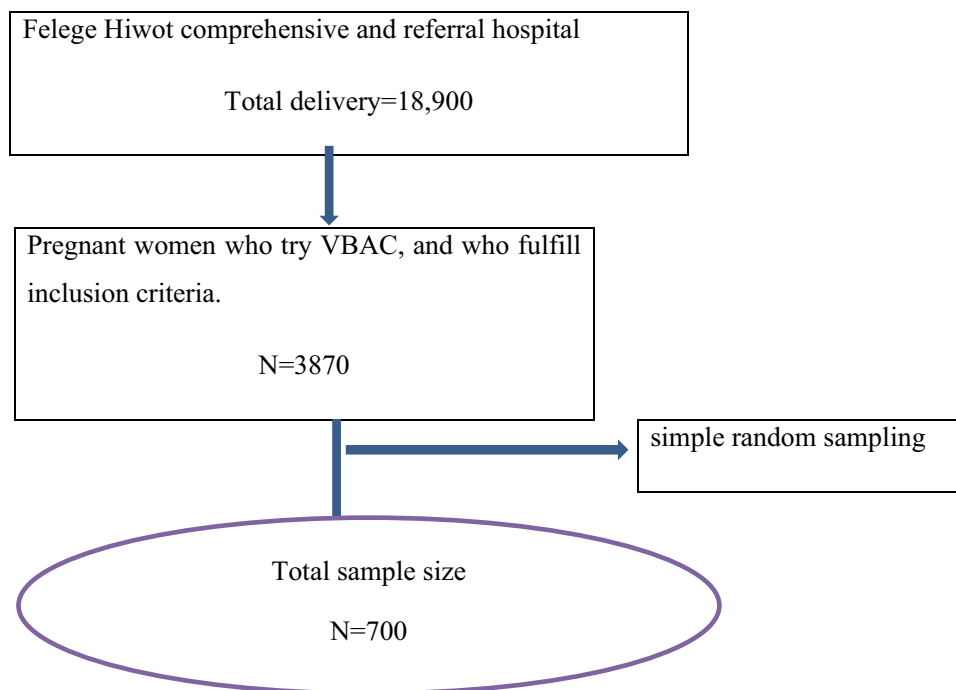 Felege Hiwot comprehensive and referral hospital
Total delivery=18,900
Pregnant women who try VBAC, and who fulfill
inclusion criteria.
N=3870
simple random sampling
Total sample size
N=700